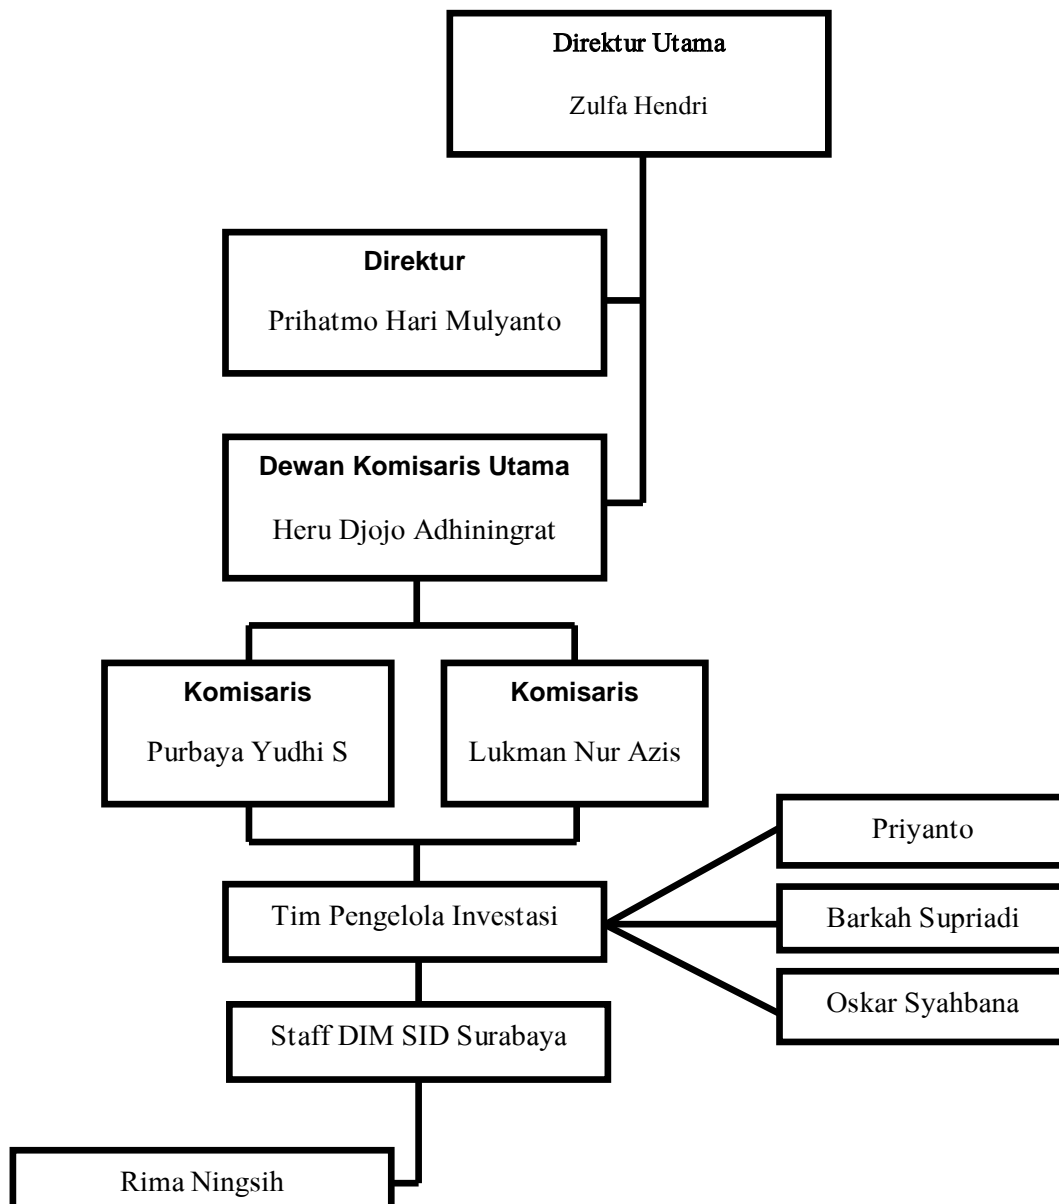 Direktur Utama
Zulfa Hendri
Direktur
Prihatmo Hari Mulyanto
Dewan Komisaris Utama
Heru Djojo Adhiningrat
Komisaris
Purbaya Yudhi S
Komisaris
Lukman Nur Azis
Tim Pengelola Investasi
Priyanto
Barkah Supriadi
Oskar Syahbana
Staff DIM SID Surabaya
Rima Ningsih